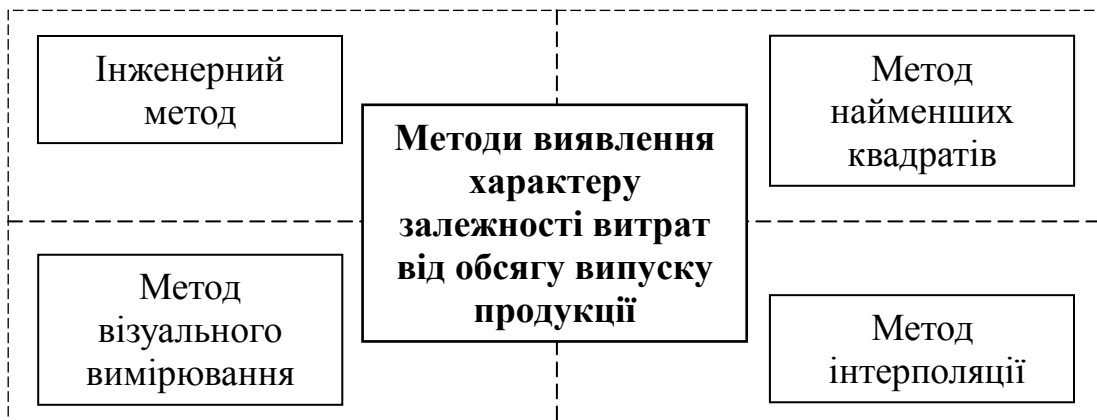 Інженерний
метод
Метод
найменших
квадратів
Методи виявлення
характеру
залежності витрат
від обсягу випуску
продукції
Метод
візуального
вимірювання
Метод
інтерполяції